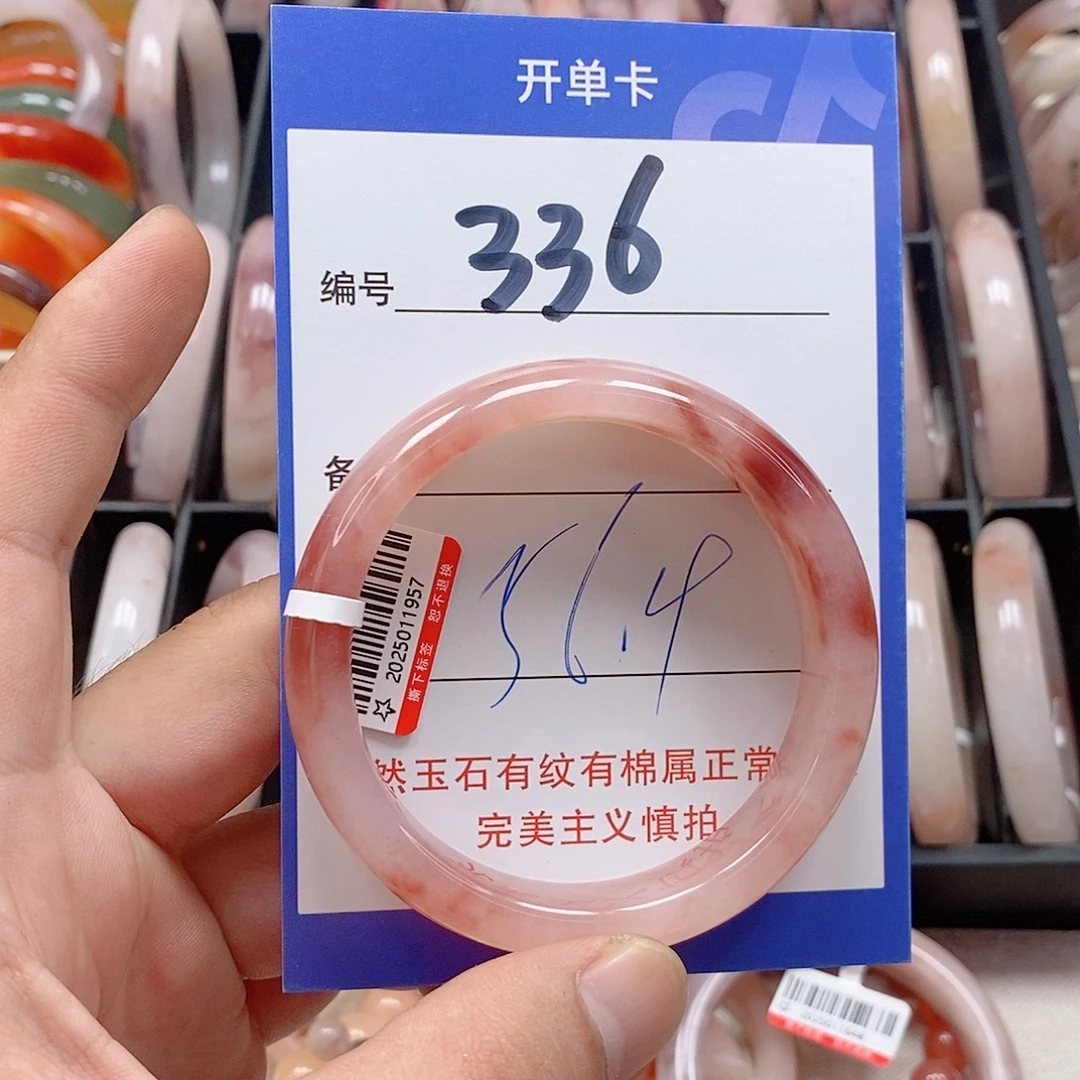 开单卡
编号 336
备
56.4
2025011957
撕下标签 恕不退换
然玉石有纹有棉属正常
完美主义慎拍